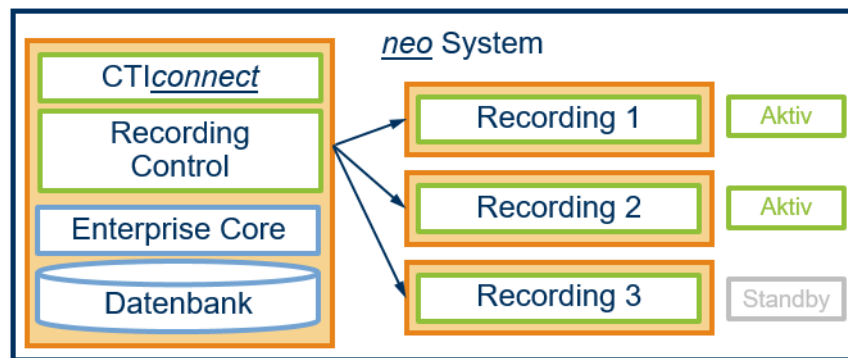 neo System
CTIconnect
Recording
Control
Enterprise Core
Datenbank
Recording 1
Aktiv
Recording 2
Aktiv
Recording 3
Standby